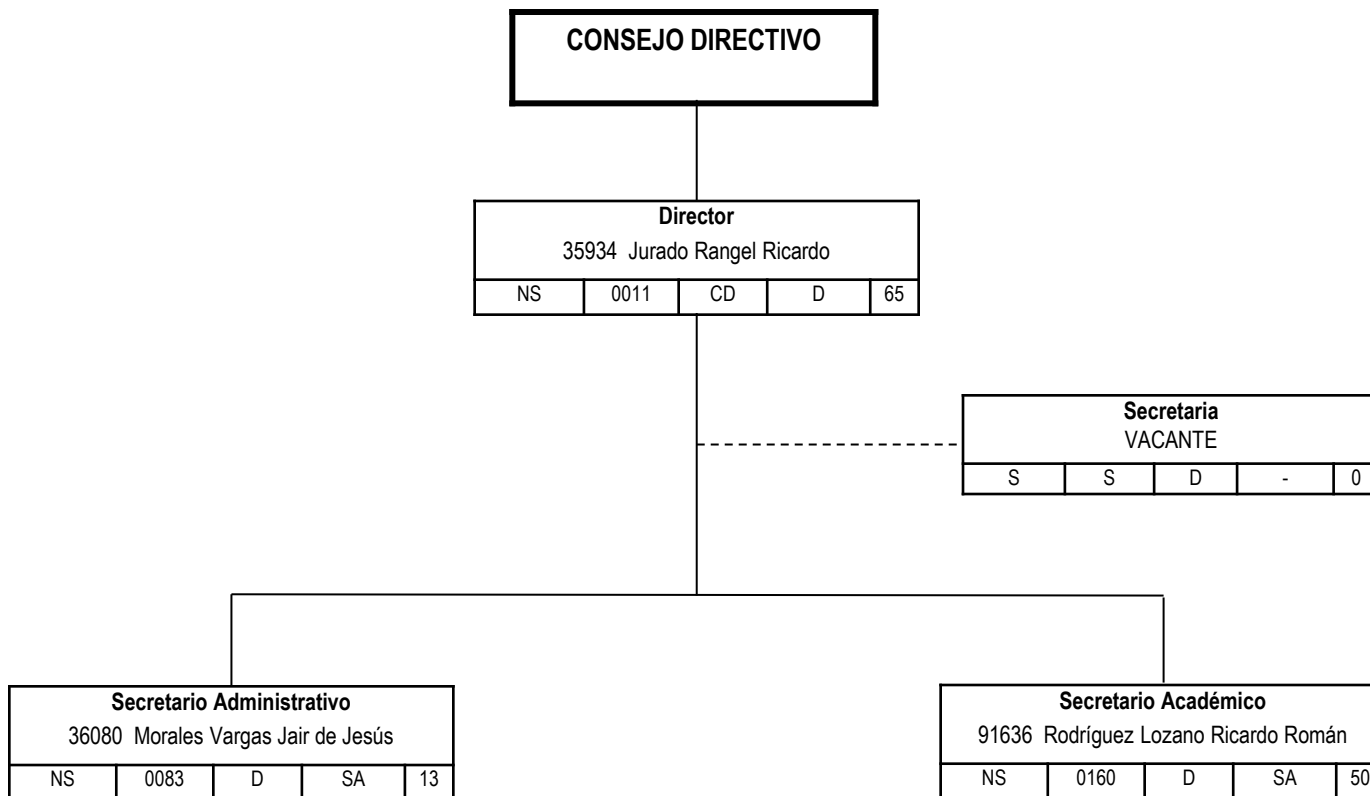 CONSEJO DIRECTIVO
Director
35934 Jurado Rangel Ricardo
NS 0011 CD D 65
Secretaria
VACANTE
S S D - 0
Secretario Administrativo
36080 Morales Vargas Jair de Jesús
NS 0083 D SA 13
Secretario Académico
91636 Rodríguez Lozano Ricardo Román
NS 0160 D SA 50